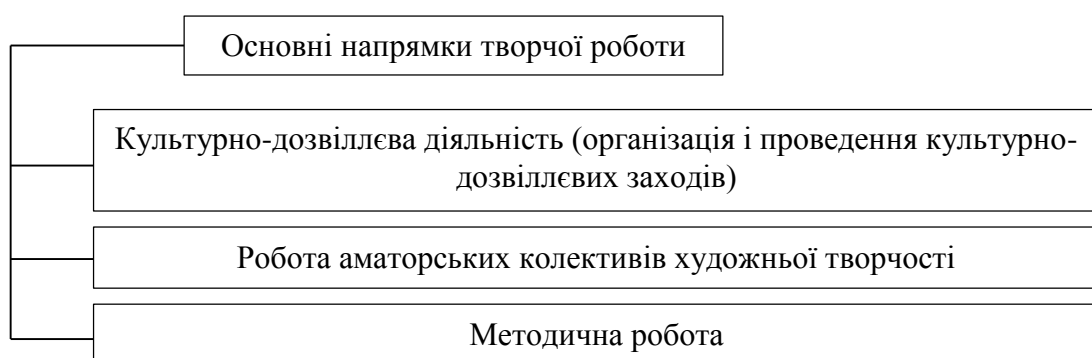 Основні напрямки творчої роботи
Культурно-дозвіллєва діяльність (організація і проведення культурно-
дозвіллєвих заходів)
Робота аматорських колективів художньої творчості
Методична робота